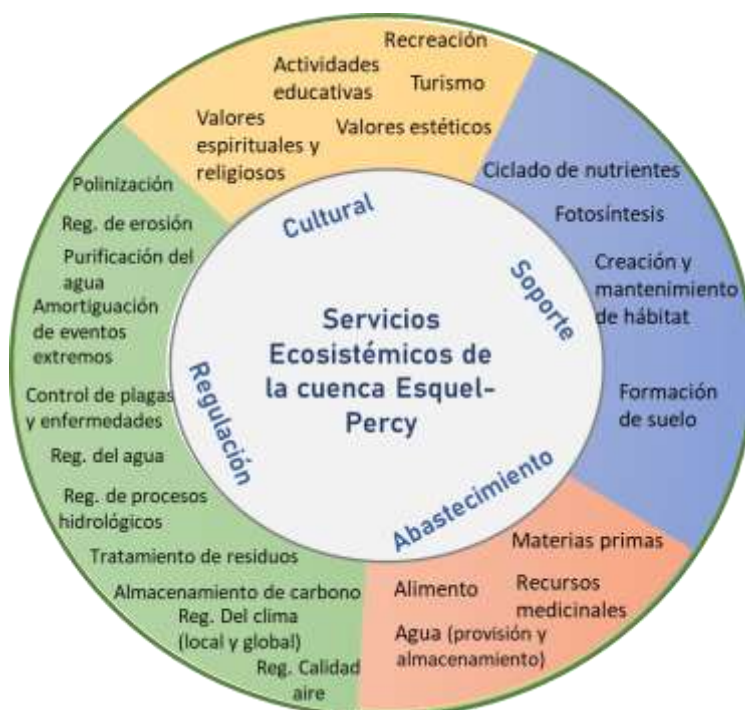 Recreación
Actividades
educativas
Turismo
Valores
espirituales y
religiosos
Valores estéticos
Ciclado de nutrientes
Fotosíntesis
Creación y
mantenimiento
de hábitat
Formación
de suelo
Materias primas
Alimento
Recursos
medicinales
Agua (provisión y
almacenamiento)
Polinización
Reg. de erosión
Purificación del
agua
Amortiguación
de eventos
extremos
Control de plagas
y enfermedades
Reg. del agua
Reg. de procesos
hidrológicos
Tratamiento de residuos
Almacenamiento de carbono
Reg. Del clima
(local y global)
Reg. Calidad
aire
Cultural
Soporte
Abastecimiento
Regulación
Servicios
Ecosistémicos de
la cuenca Esquel-
Percy